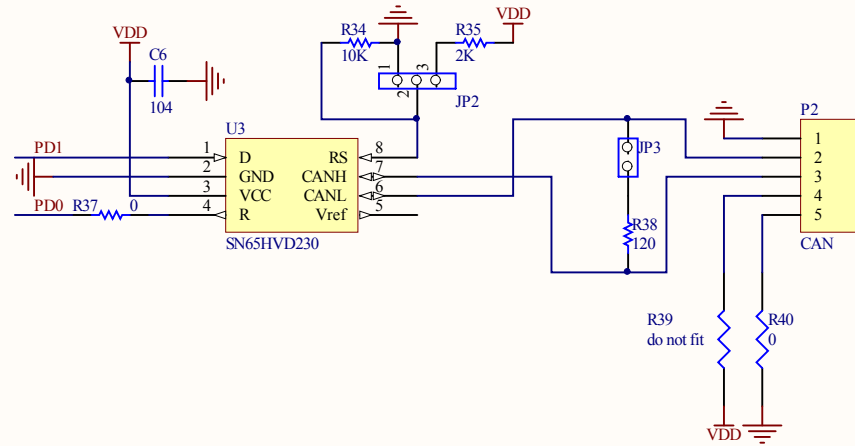 VDD
C6
104
R34
10K
R35
2K
VDD
1
2
3
JP2
U3
PD1
1
D
RS
8
2
GND
CANH
7
3
VCC
CANL
6
PD0
R37
0
4
R
Vref
5
SN65HVD230
JP3
R38
120
P2
1
2
3
4
5
CAN
R39
do not fit
R40
0
VDD